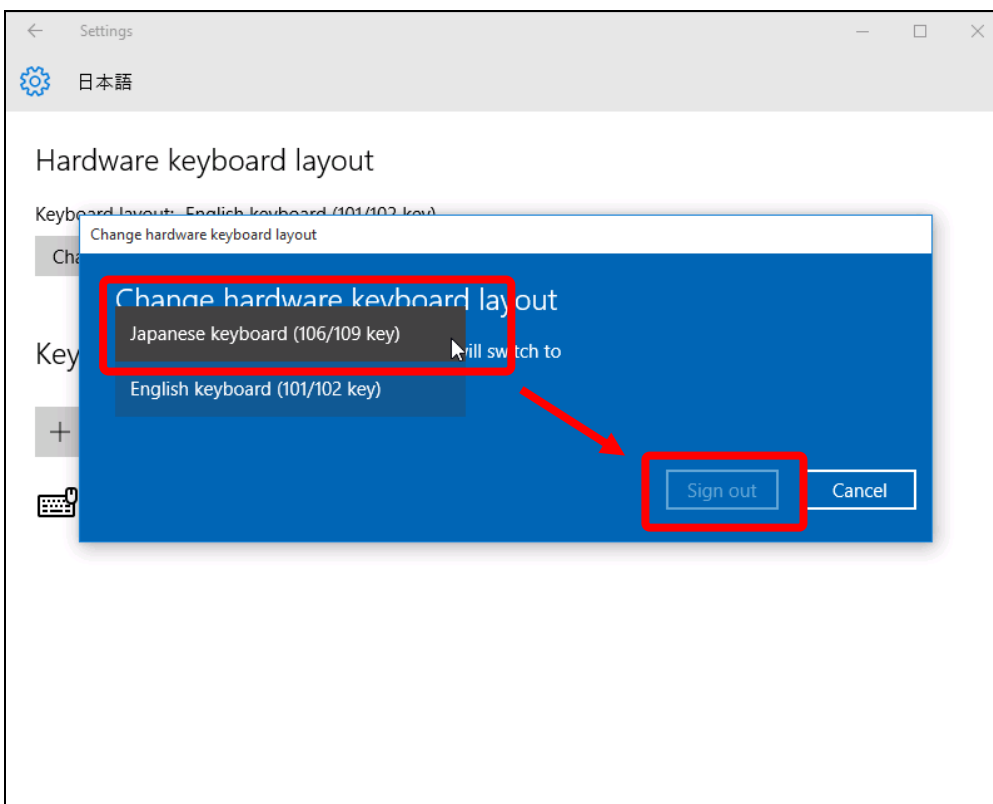 Settings
日本語
Hardware keyboard layout
Keyboard layout: English keyboard (101/102 key)
Change hardware keyboard layout
Cha
Change hardware keyboard layout
Japanese keyboard (106/109 key)
will switch to
Key
English keyboard (101/102 key)
Sign out
Cancel